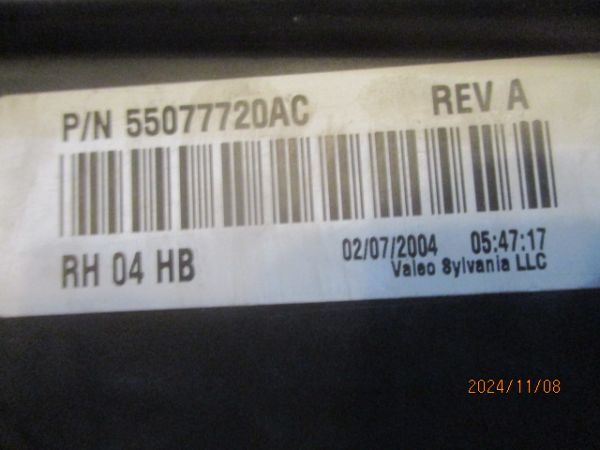 P/N 55077720AC REV A
RH 04 HB 02/07/2004 05:47:17
Valeo Sylvania LLC
2024/11/08